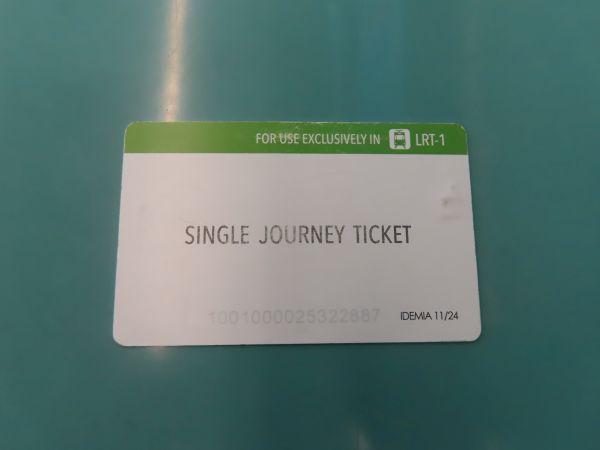 FOR USE EXCLUSIVELY IN LRT-1
SINGLE JOURNEY TICKET
1001000025322887
IDEMIA 11/24